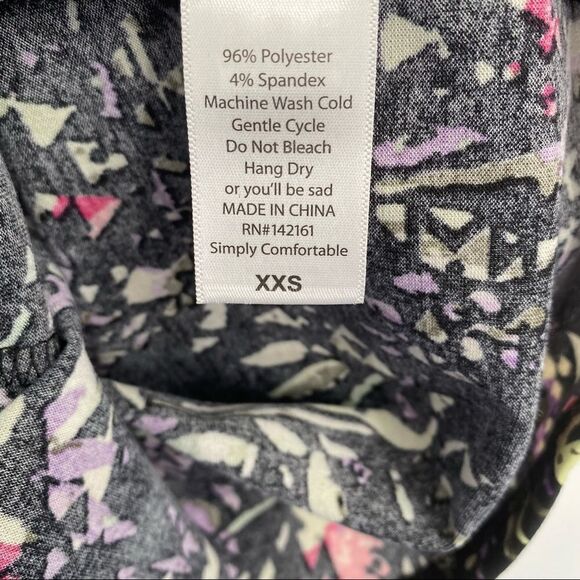 96% Polyester
4% Spandex
Machine Wash Cold
Gentle Cycle
Do Not Bleach
Hang Dry
or you'll be sad
MADE IN CHINA
RN#142161
Simply Comfortable
XXS